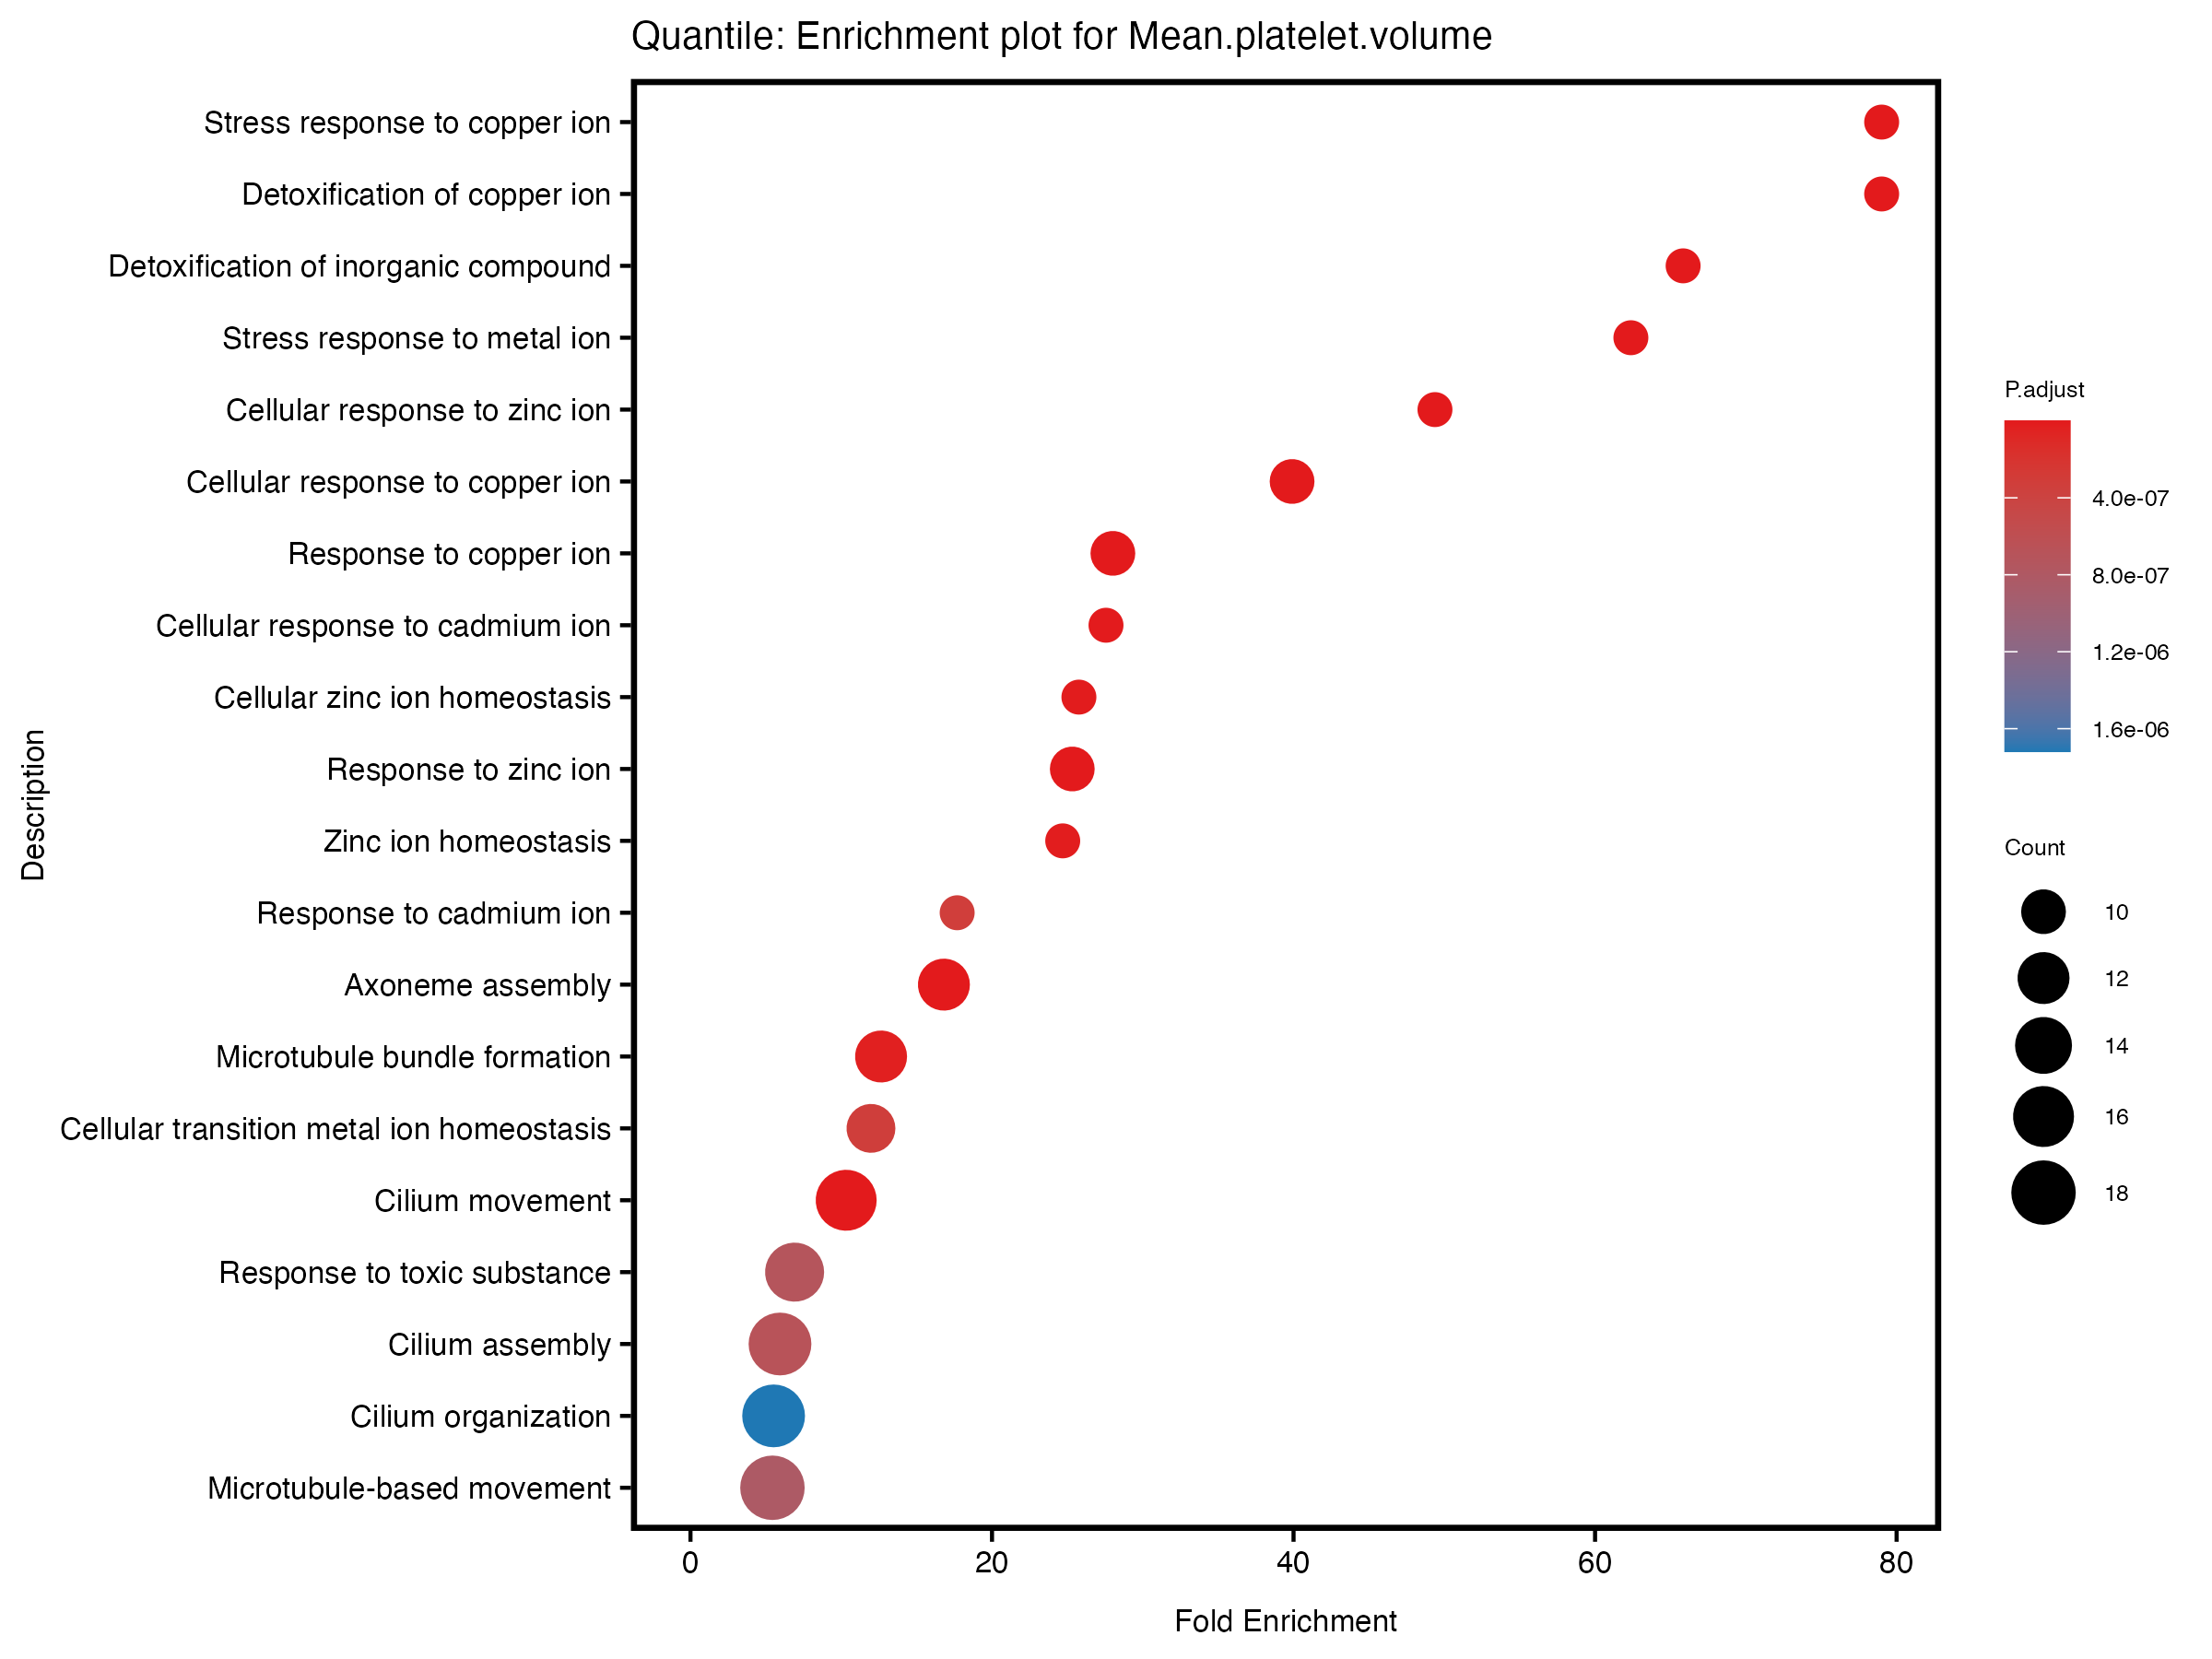 Quantile: Enrichment plot for Mean.platelet.volume
Stress response to copper ion
Detoxification of copper ion
Detoxification of inorganic compound
Stress response to metal ion
Cellular response to zinc ion
Cellular response to copper ion
Response to copper ion
Cellular response to cadmium ion
Cellular zinc ion homeostasis
Response to zinc ion
Zinc ion homeostasis
Response to cadmium ion
Axoneme assembly
Microtubule bundle formation
Cellular transition metal ion homeostasis
Cilium movement
Response to toxic substance
Cilium assembly
Cilium organization
Microtubule-based movement
Description
0 20 40 60 80
Fold Enrichment
P.adjust
4.0e-07
8.0e-07
1.2e-06
1.6e-06
Count
10
12
14
16
18